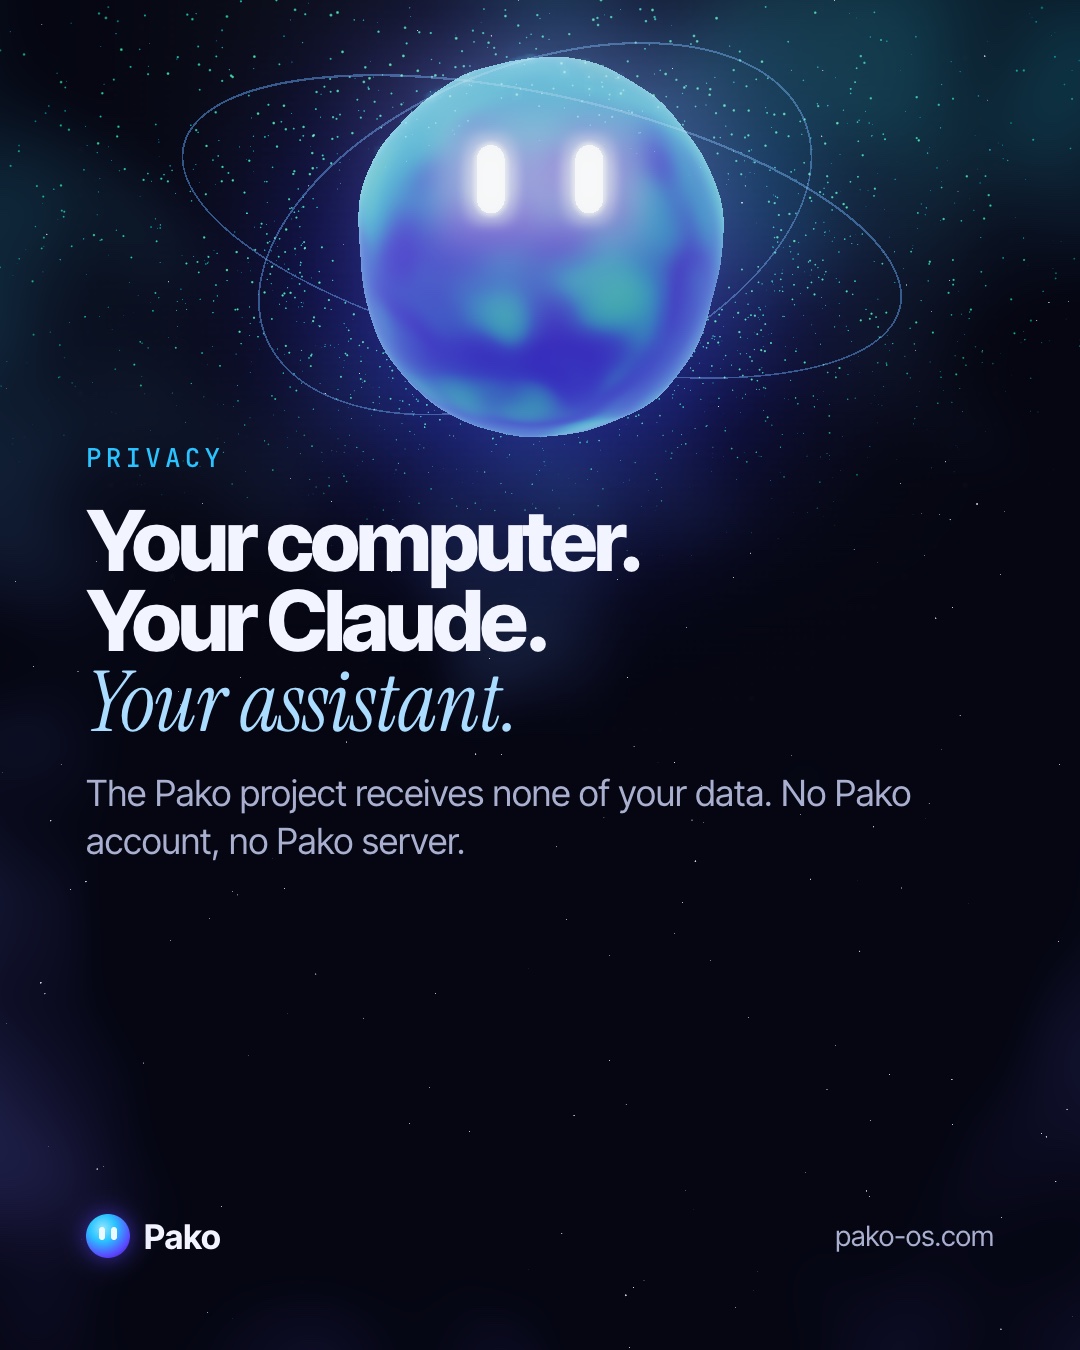 PRIVACY
Your computer.
Your Claude.
Your assistant.
The Pako project receives none of your data. No Pako
account, no Pako server.
Pako
pako-os.com